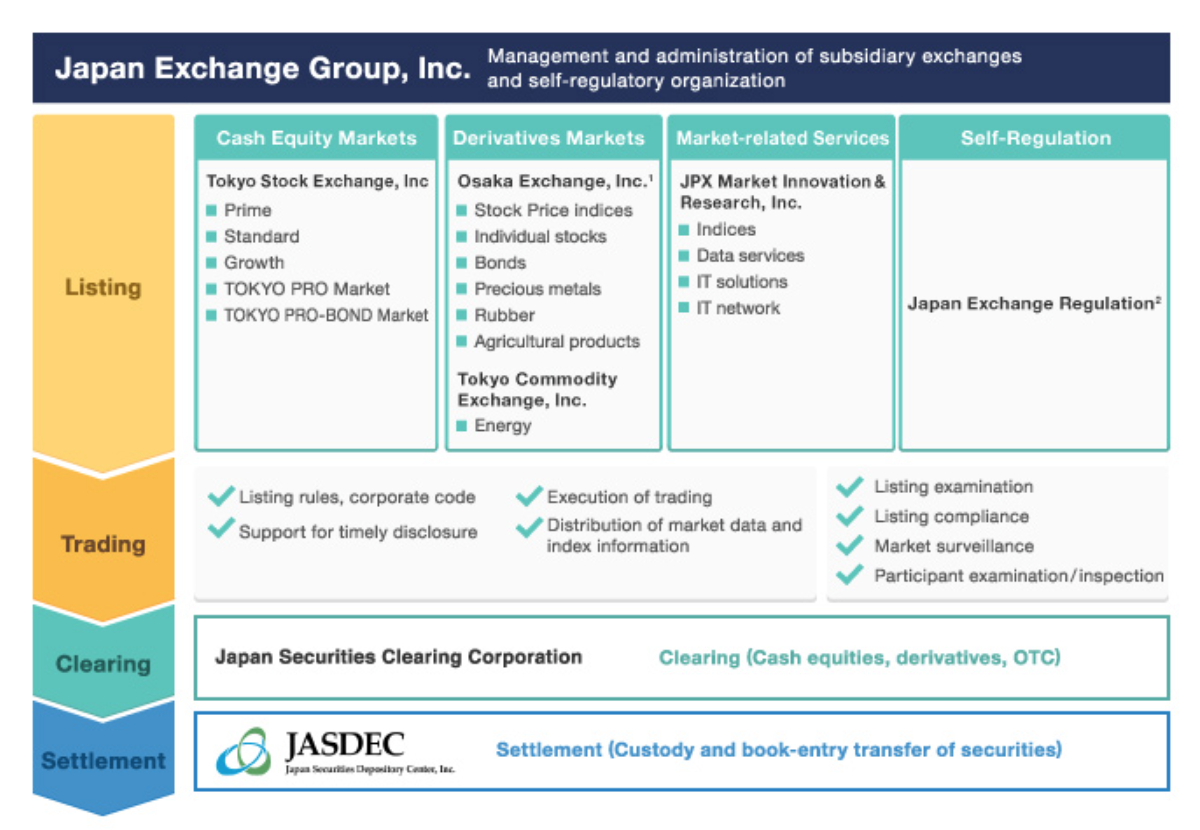 Japan Exchange Group, Inc.
Management and administration of subsidiary exchanges
and self-regulatory organization
Listing
Cash Equity Markets
Tokyo Stock Exchange, Inc
Prime
Standard
Growth
TOKYO PRO Market
TOKYO PRO-BOND Market
Derivatives Markets
Osaka Exchange, Inc.¹
Stock Price indices
Individual stocks
Bonds
Precious metals
Rubber
Agricultural products
Tokyo Commodity
Exchange, Inc.
Energy
Market-related Services
JPX Market Innovation &
Research, Inc.
Indices
Data services
IT solutions
IT network
Self-Regulation
Japan Exchange Regulation²
Trading
Listing rules, corporate code
Support for timely disclosure
Execution of trading
Distribution of market data and
index information
Listing examination
Listing compliance
Market surveillance
Participant examination/inspection
Clearing
Japan Securities Clearing Corporation
Clearing (Cash equities, derivatives, OTC)
Settlement
JASDEC
Japan Securities Depository Center, Inc.
Settlement (Custody and book-entry transfer of securities)